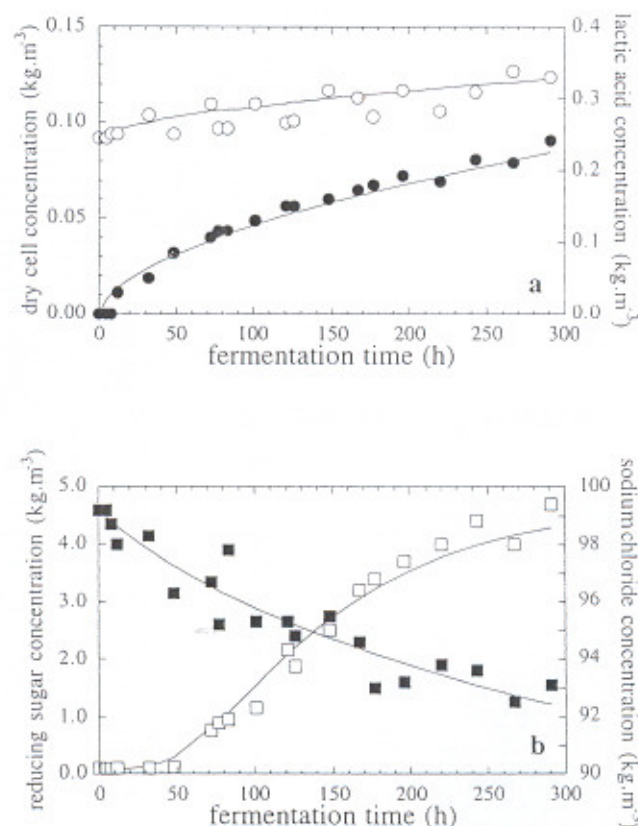 dry cell concentration (kg.m-3)
0.15
0.10
0.05
0.00
0.4
0.3
0.2
0.1
0.0
lactic acid concentration (kg.m-3)
a
0 50 100 150 200 250 300
fermentation time (h)
reducing sugar concentration (kg.m-3)
5.0
4.0
3.0
2.0
1.0
0.0
100
98
96
94
92
90
sodiumchloride concentration (kg.m-3)
b
0 50 100 150 200 250 300
fermentation time (h)